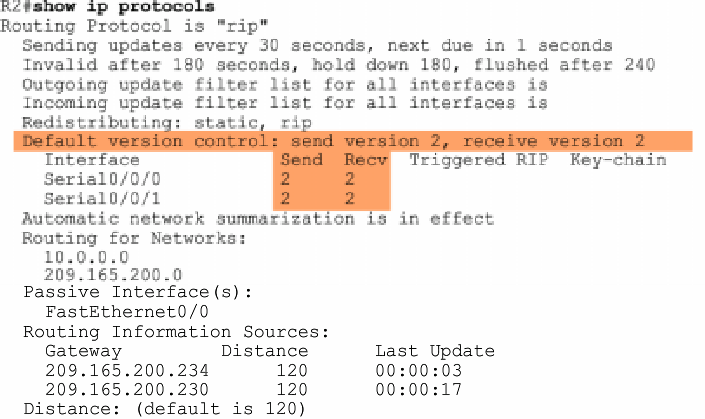 R2#show ip protocols
Routing Protocol is "rip"
Sending updates every 30 seconds, next due in 1 seconds
Invalid after 180 seconds, hold down 180, flushed after 240
Outgoing update filter list for all interfaces is
Incoming update filter list for all interfaces is
Redistributing: static, rip
Default version control: send version 2, receive version 2
Interface Send Recv Triggered RIP Key-chain
Serial0/0/0 2 2
Serial0/0/1 2 2
Automatic network summarization is in effect
Routing for Networks:
10.0.0.0
209.165.200.0
Passive Interface(s):
FastEthernet0/0
Routing Information Sources:
Gateway Distance Last Update
209.165.200.234 120 00:00:03
209.165.200.230 120 00:00:17
Distance: (default is 120)